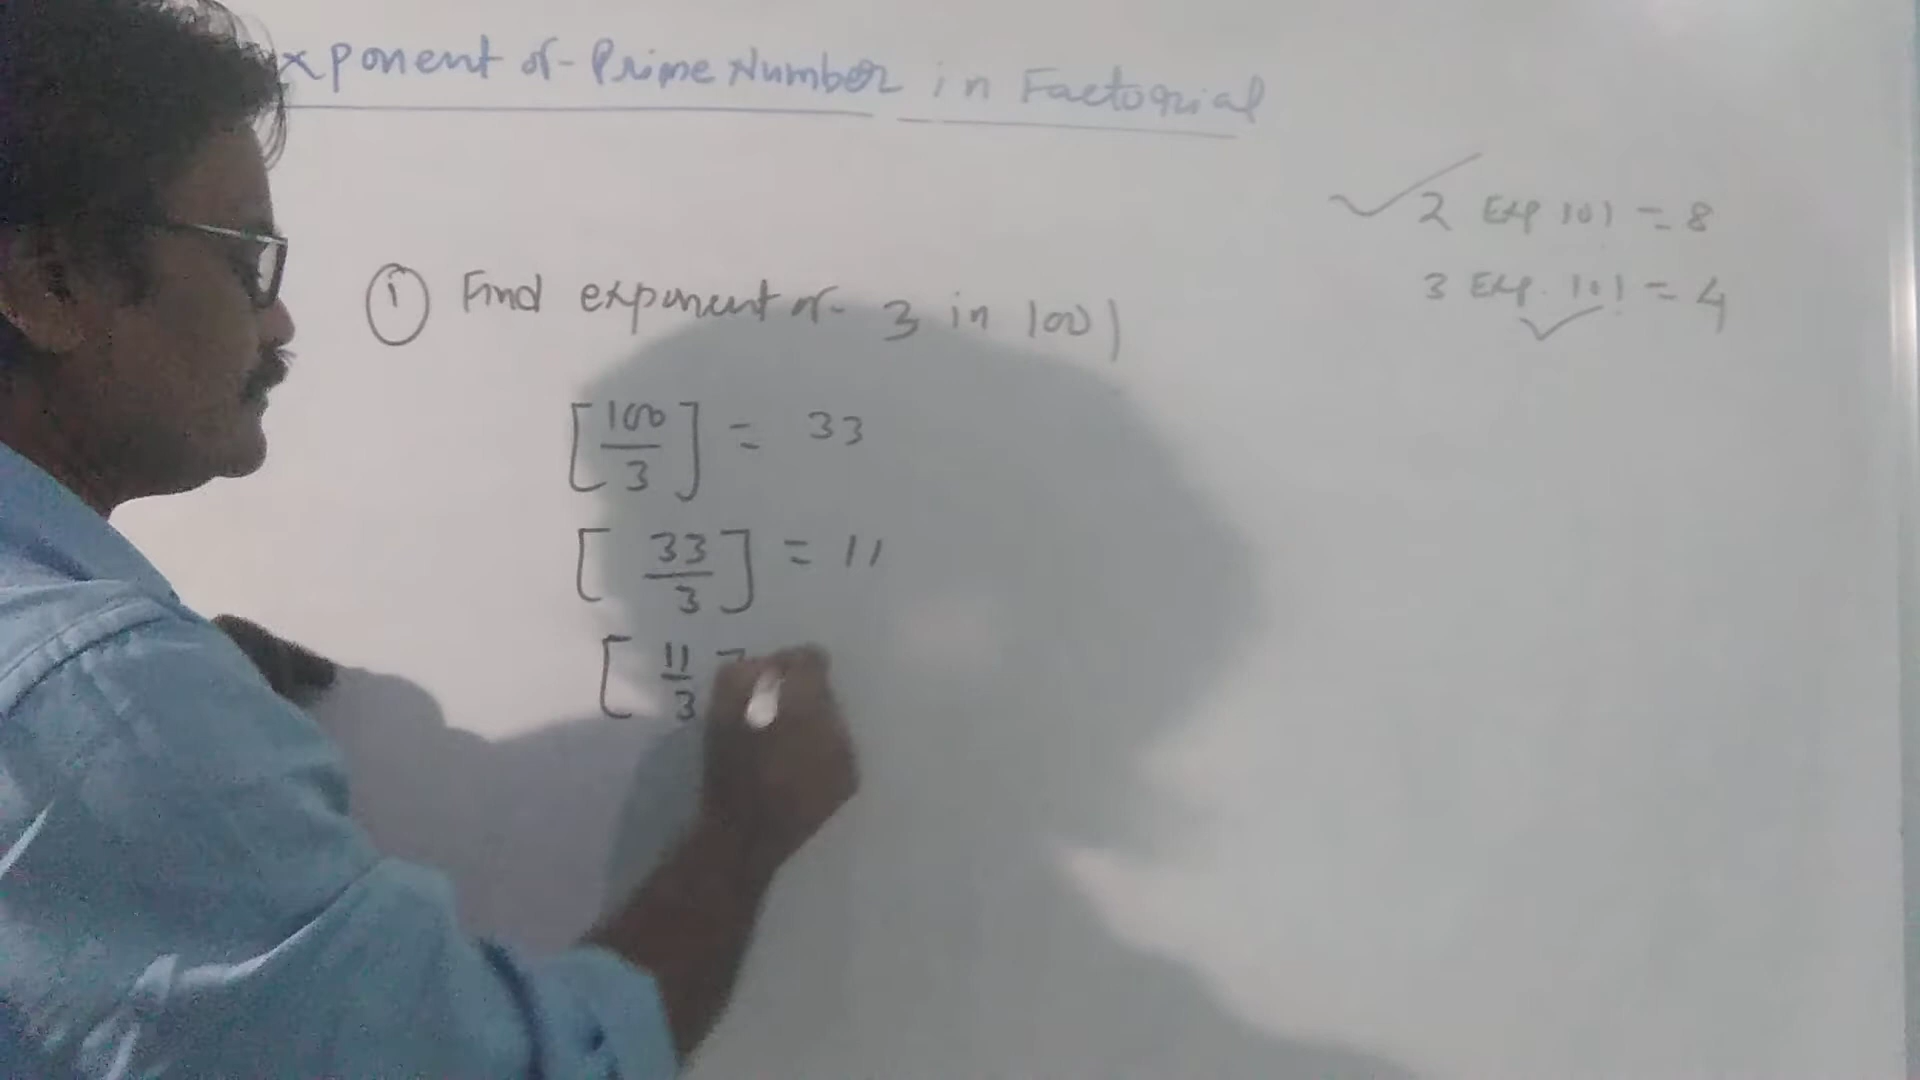 xponent of Prime Number in Factorial
2 Exp 10! = 8
3 Exp. 10! = 4
① Find exponent of 3 in 100!
[100/3] = 33
[33/3] = 11
[11/3]